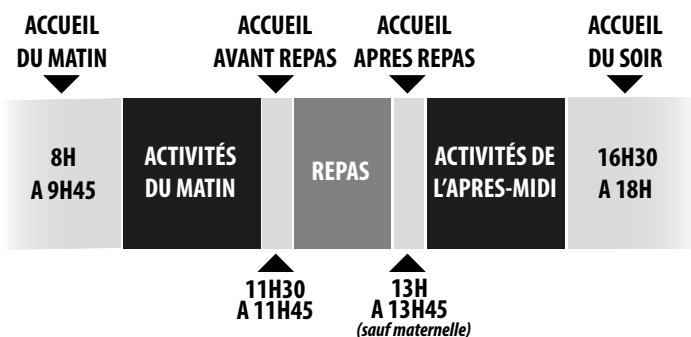 ACCUEIL
DU MATIN
ACCUEIL
AVANT REPAS
ACCUEIL
APRES REPAS
ACCUEIL
DU SOIR
8H
A 9H45
ACTIVITÉS
DU MATIN
REPAS
ACTIVITÉS DE
L'APRES-MIDI
16H30
A 18H
11H30
A 11H45
13H
A 13H45
(sauf maternelle)